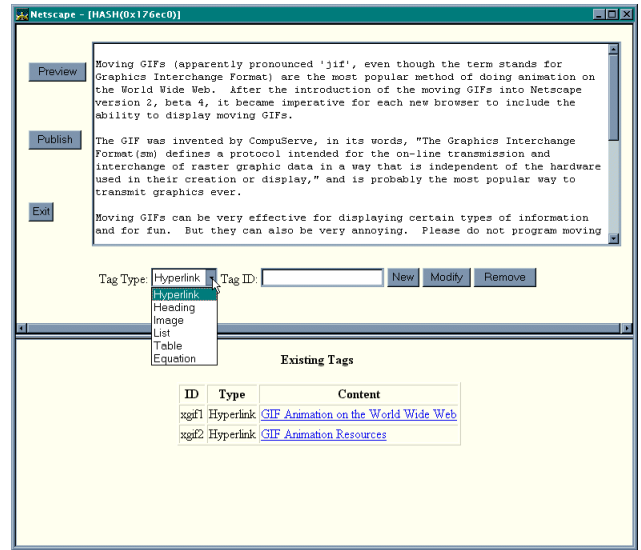 Netscape - [HASH(0x176ec0)]
Preview
Publish
Exit
Moving GIFs (apparently pronounced 'jif', even though the term stands for
Graphics Interchange Format) are the most popular method of doing animation on
the World Wide Web.  After the introduction of the moving GIFs into Netscape
version 2, beta 4, it became imperative for each new browser to include the
ability to display moving GIFs.
The GIF was invented by CompuServe, in its words, "The Graphics Interchange
Format(sm) defines a protocol intended for the on-line transmission and
interchange of raster graphic data in a way that is independent of the hardware
used in their creation or display," and is probably the most popular way to
transmit graphics ever.
Moving GIFs can be very effective for displaying certain types of information
and for fun.  But they can also be very annoying.  Please do not program moving
Tag Type: Hyperlink Tag ID: New Modify Remove
Hyperlink
Heading
Image
List
Table
Equation
Existing Tags
ID Type Content
xgif1 Hyperlink GIF Animation on the World Wide Web
xgif2 Hyperlink GIF Animation Resources